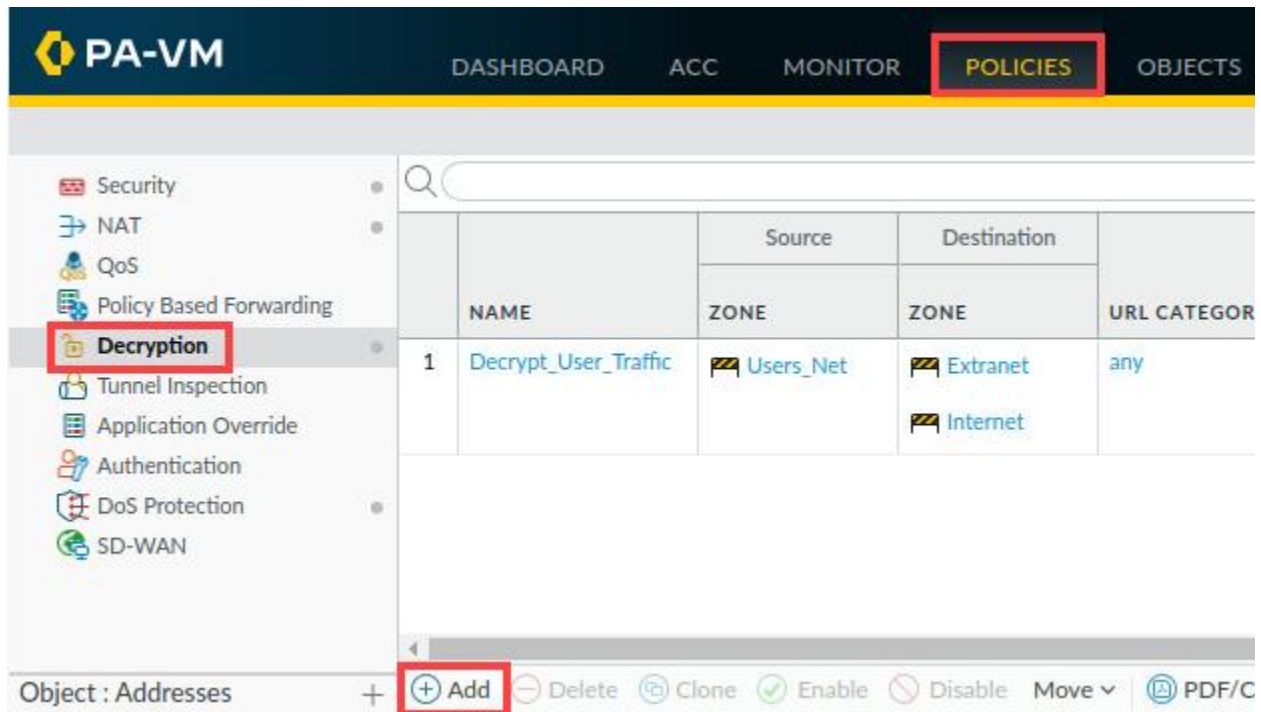 PA-VM
DASHBOARD ACC MONITOR POLICIES OBJECTS
Security
NAT
QoS
Policy Based Forwarding
Decryption
Tunnel Inspection
Application Override
Authentication
DoS Protection
SD-WAN
Source Destination
NAME ZONE ZONE URL CATEGOR
1 Decrypt_User_Traffic Users_Net Extranet any
Internet
Object : Addresses +
Add Delete Clone Enable Disable Move PDF/C